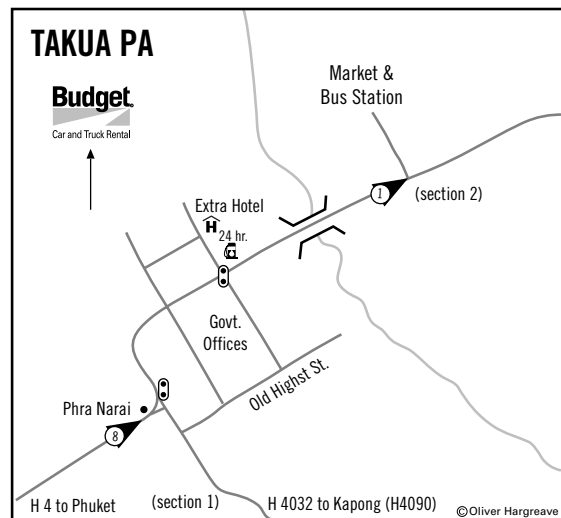 TAKUA PA
Budget®
Car and Truck Rental
Market &
Bus Station
1
(section 2)
Extra Hotel
H
24 hr.
Govt.
Offices
Old Highst St.
Phra Narai
8
H 4 to Phuket
(section 1)
H 4032 to Kapong (H4090)
©Oliver Hargreave